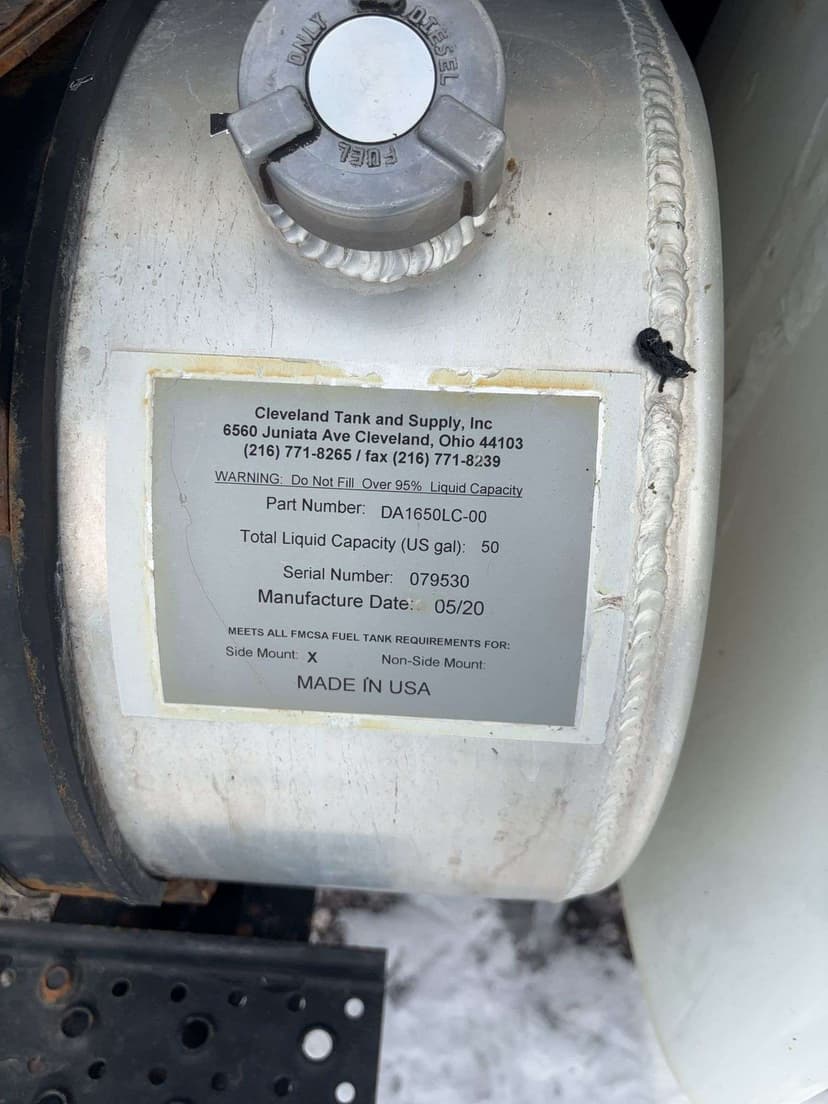 ONLY DIESEL
FUEL
Cleveland Tank and Supply, Inc
6560 Juniata Ave Cleveland, Ohio 44103
(216) 771-8265 / fax (216) 771-8239
WARNING: Do Not Fill Over 95% Liquid Capacity
Part Number: DA1650LC-00
Total Liquid Capacity (US gal): 50
Serial Number: 079530
Manufacture Date: 05/20
MEETS ALL FMCSA FUEL TANK REQUIREMENTS FOR:
Side Mount: X Non-Side Mount:
MADE IN USA